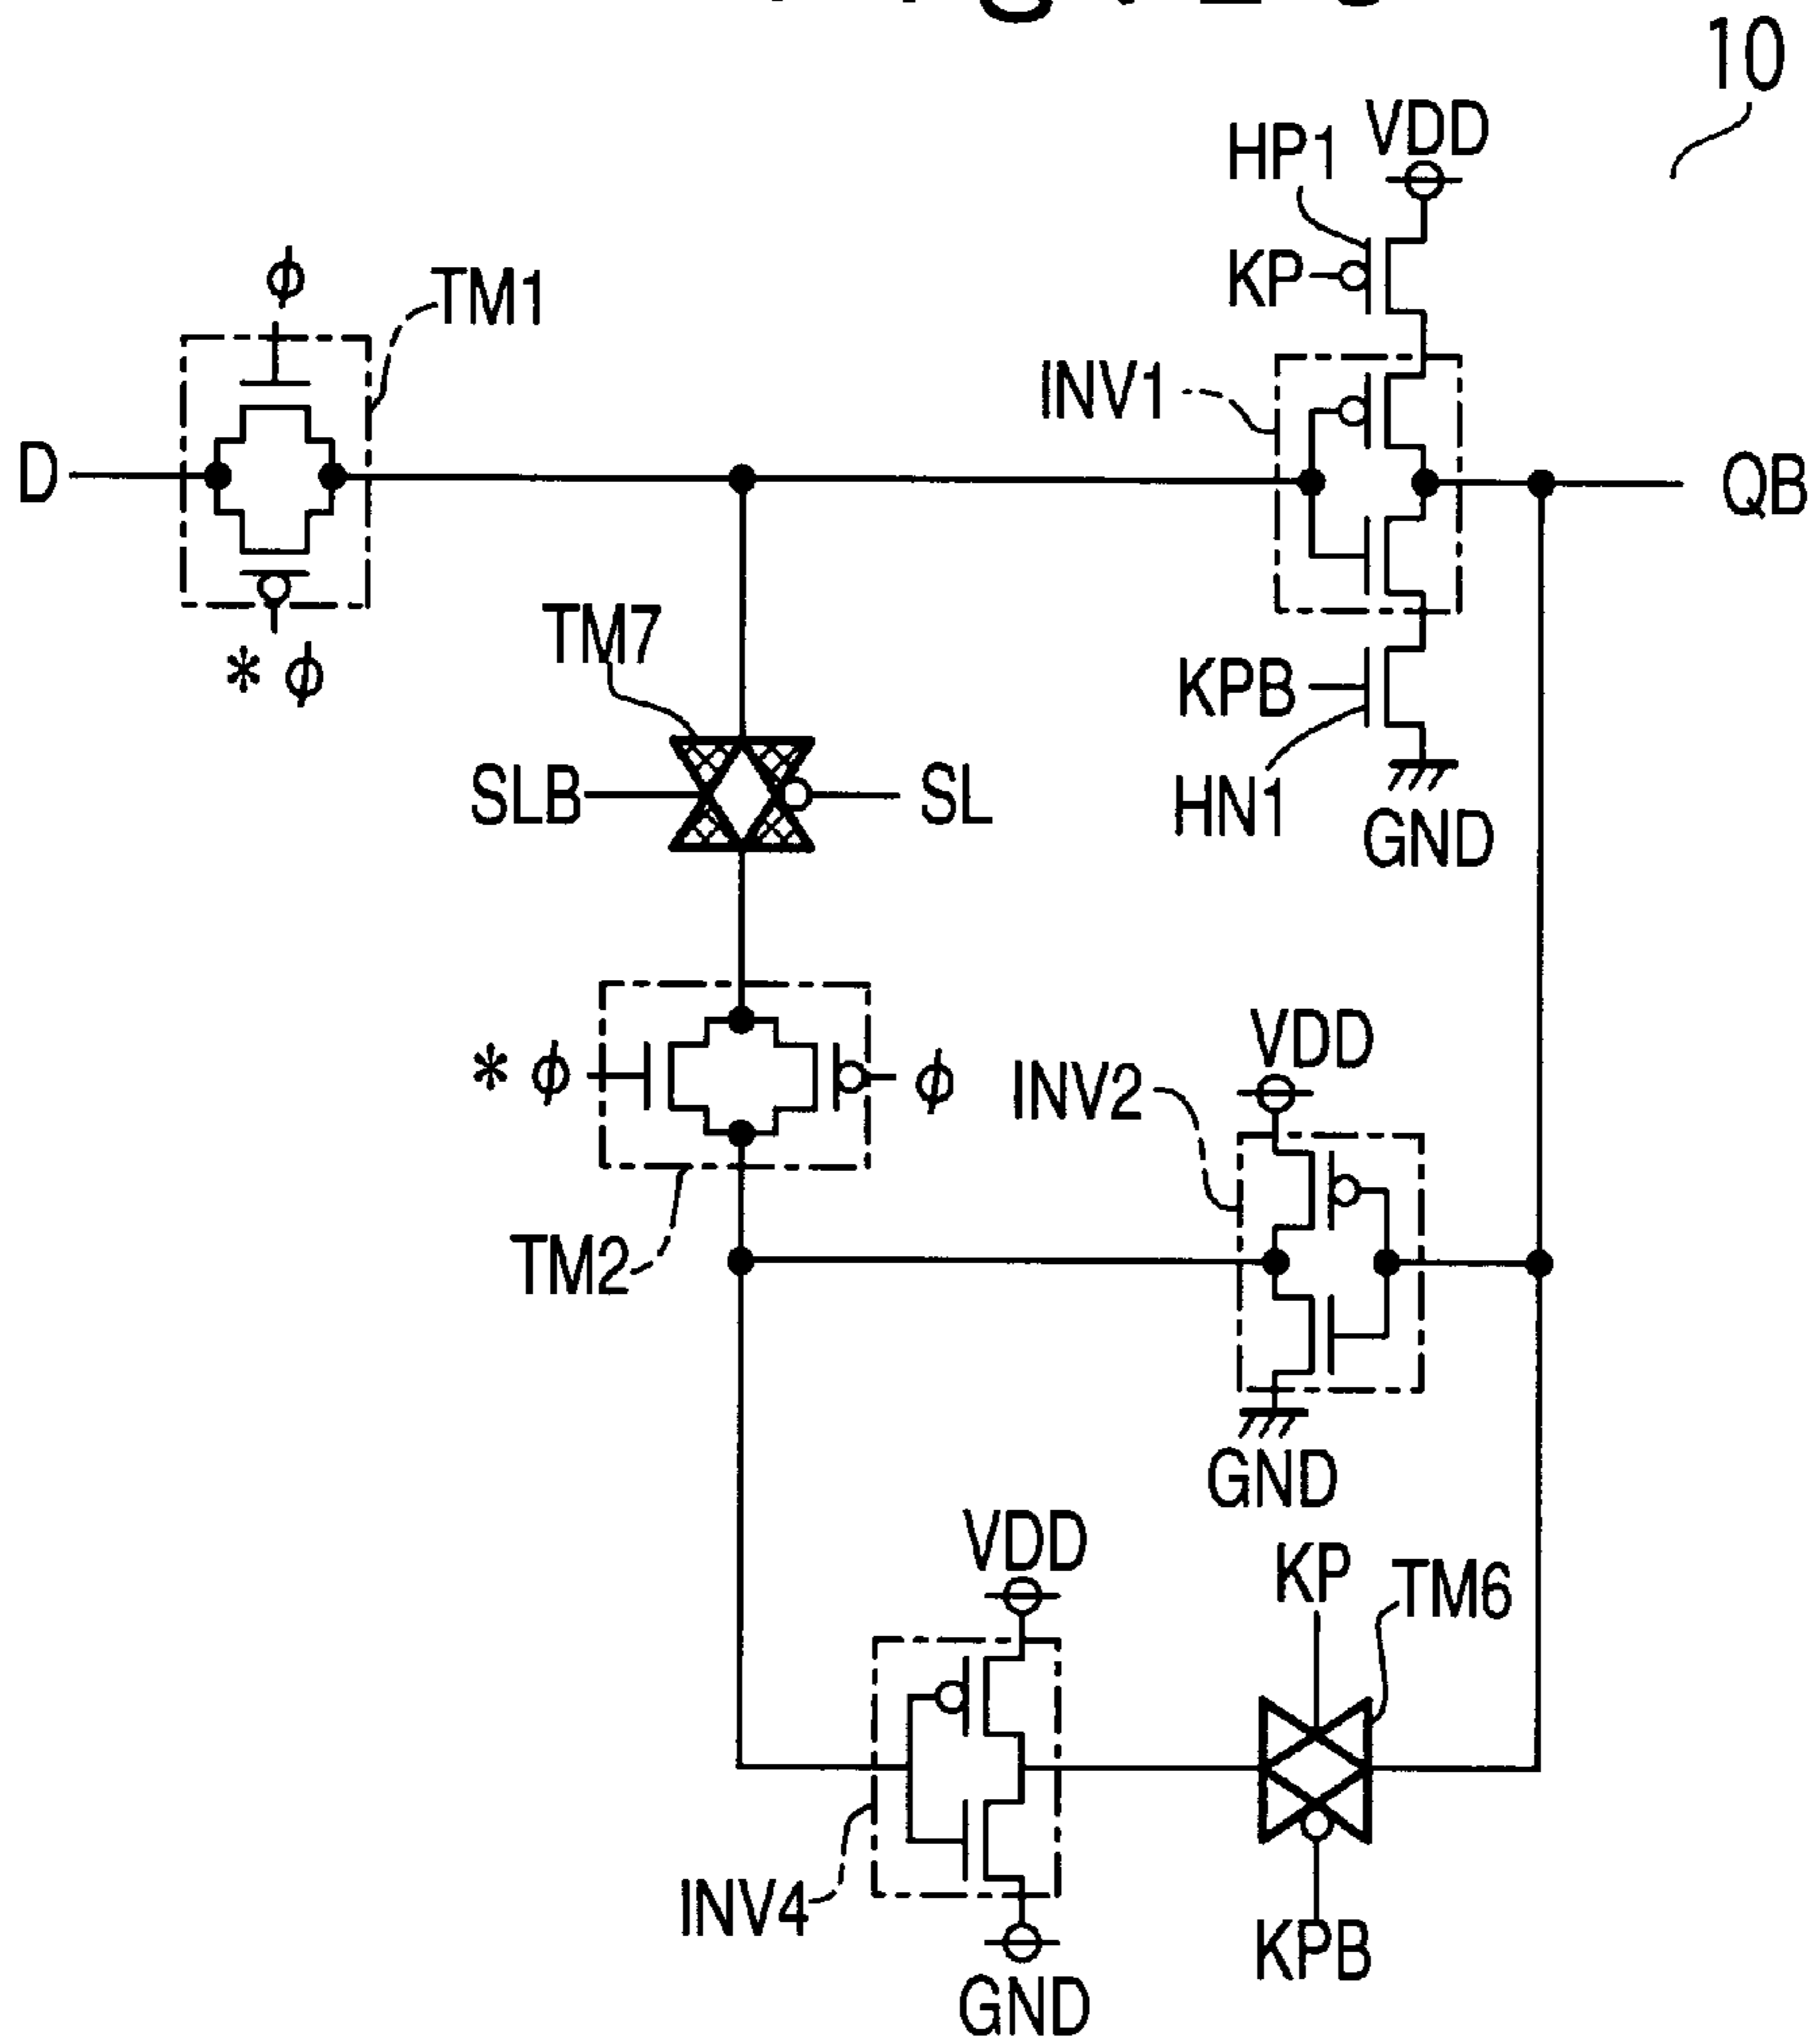 10
VDD
HP1
KP
φ
TM1
INV1
D
QB
* φ
TM7
KPB
SLB
SL
HN1
GND
* φ
φ
VDD
INV2
TM2
GND
VDD
KP
TM6
INV4
KPB
GND